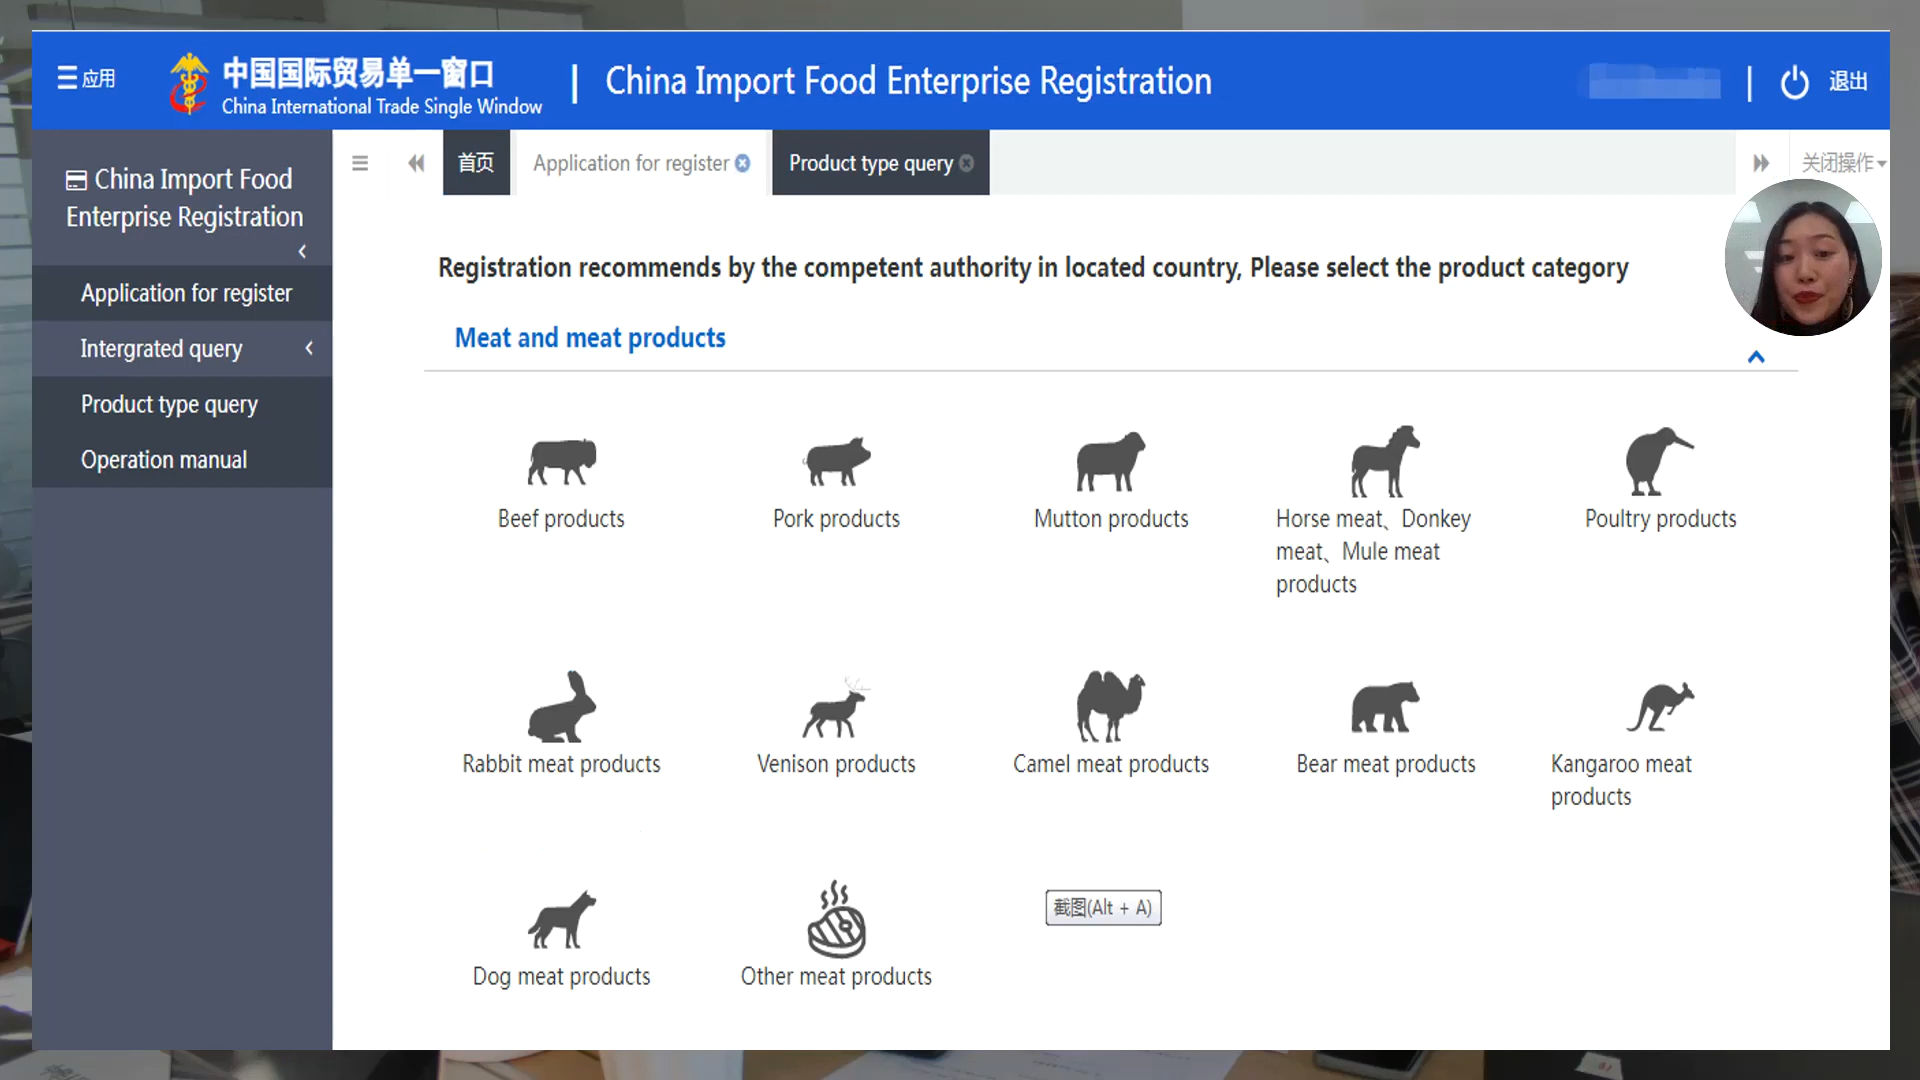 应用
中国国际贸易单一窗口
China International Trade Single Window
China Import Food Enterprise Registration
退出
China Import Food
Enterprise Registration
Application for register
Intergrated query
Product type query
Operation manual
首页
Application for register
Product type query
关闭操作
Registration recommends by the competent authority in located country, Please select the product category
Meat and meat products
Beef products
Pork products
Mutton products
Horse meat、Donkey
meat、Mule meat
products
Poultry products
Rabbit meat products
Venison products
Camel meat products
Bear meat products
Kangaroo meat
products
Dog meat products
Other meat products
截图(Alt + A)